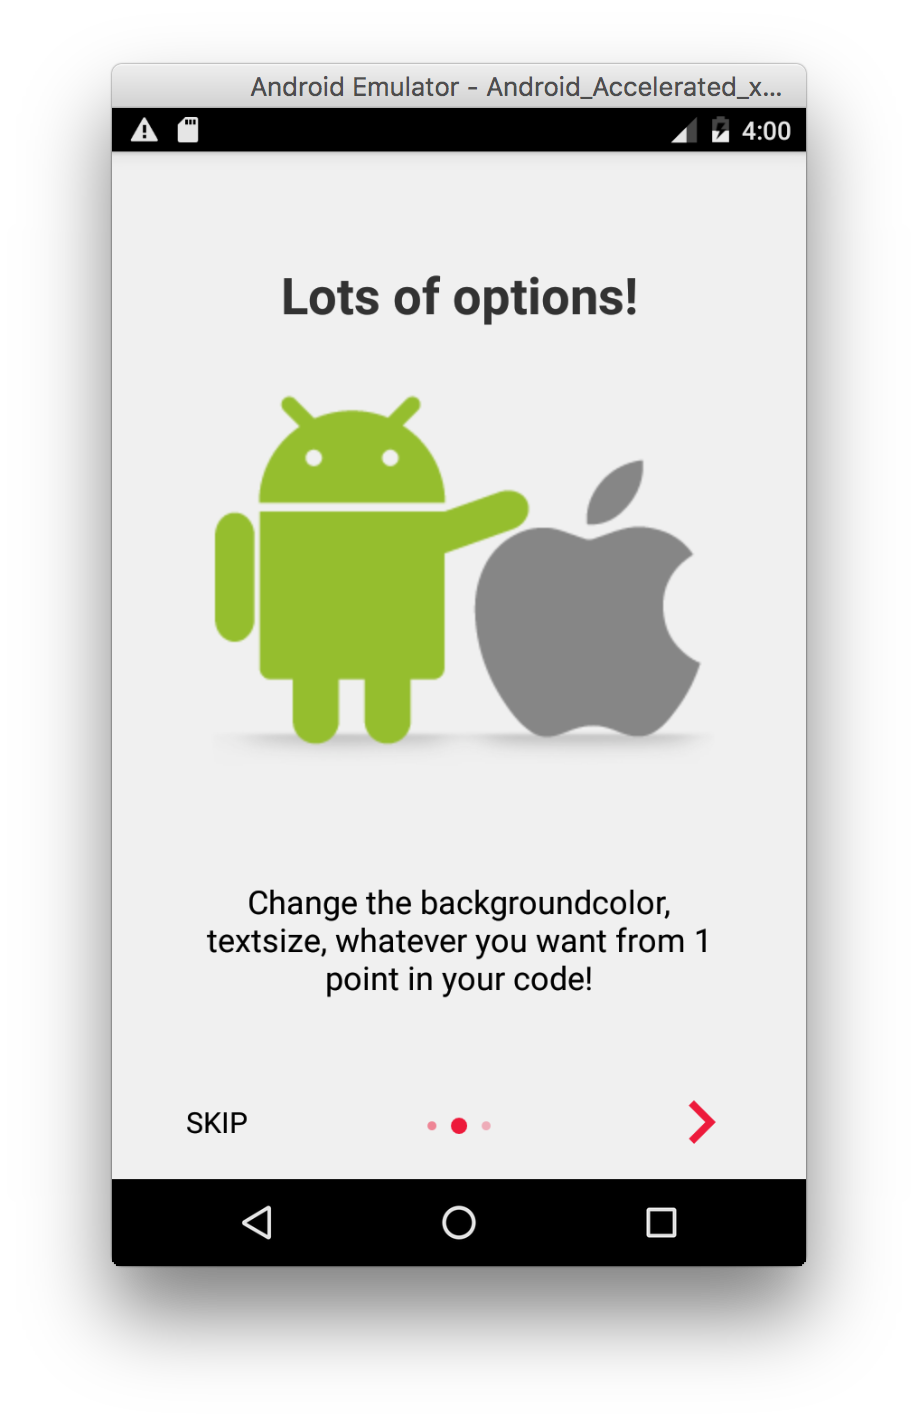 Android Emulator - Android_Accelerated_x...
4:00
Lots of options!
Change the backgroundcolor,
textsize, whatever you want from 1
point in your code!
SKIP